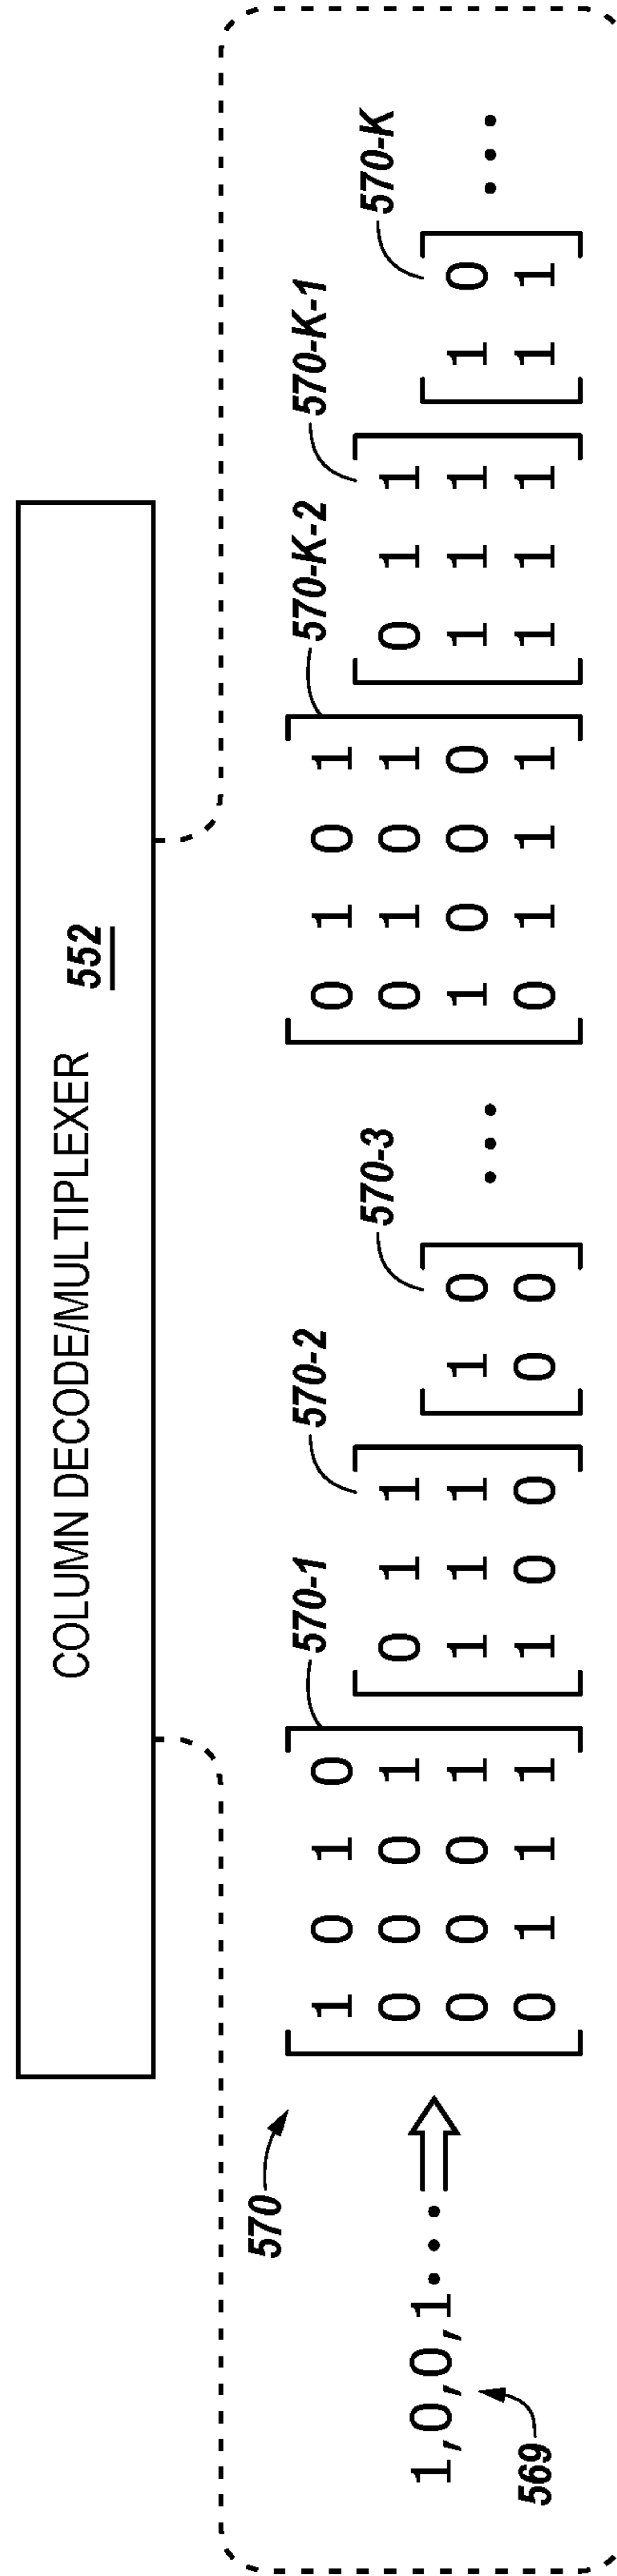 COLUMN DECODE/MULTIPLEXER 552
570
570-1
570-2
570-3
570-K-2
570-K-1
570-K
1,0,0,1•••
569
1 0 1 0
0 0 0 1
0 0 0 1
0 1 1 1
0 1 1
1 1 1
1 0 0
1 0
0 0
•••
0 1 0 1
0 1 0 1
1 0 0 0
0 1 1 1
0 1 1
1 1 1
1 1 1
1 0
1 1
•••